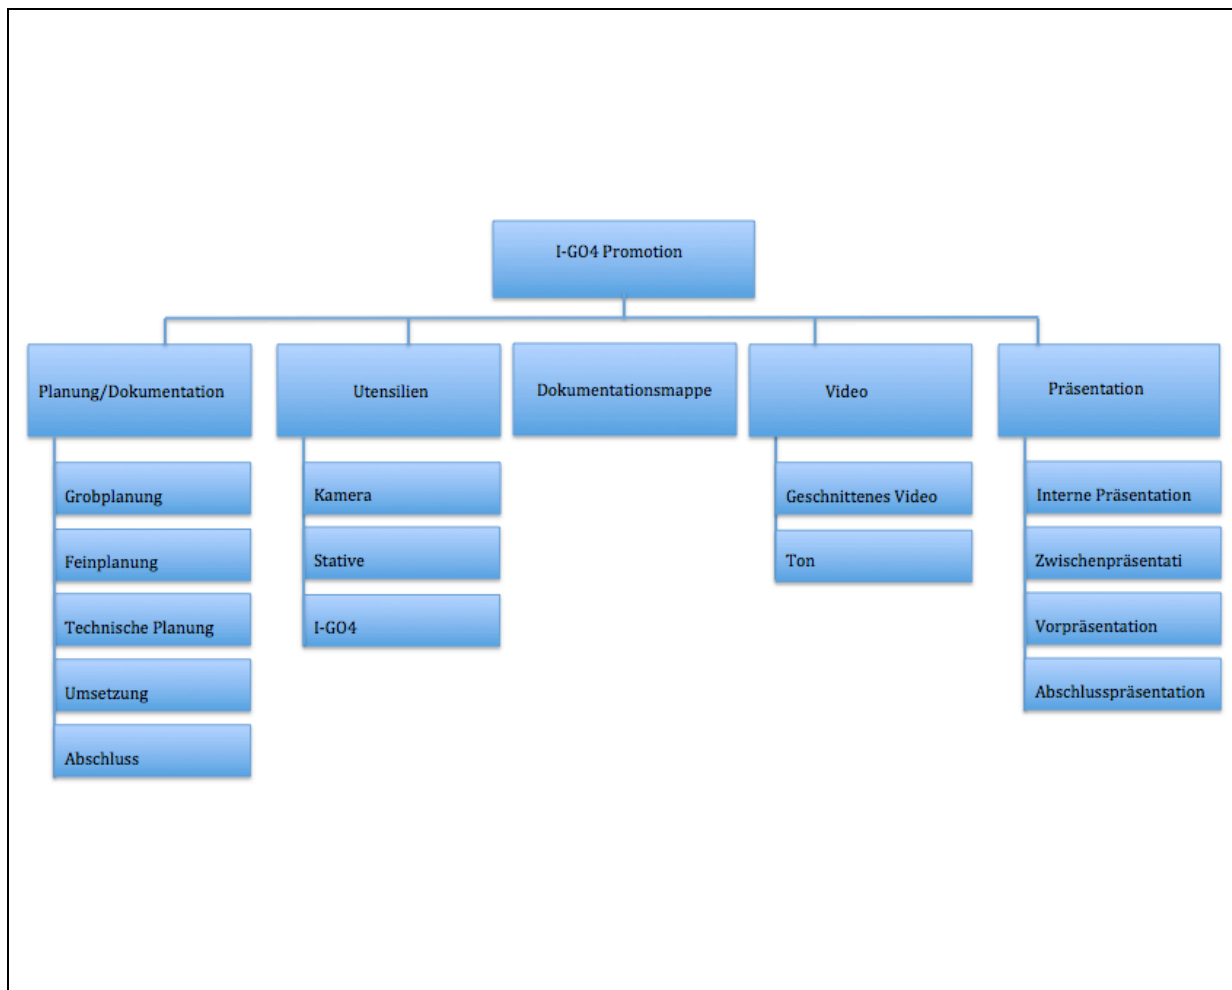 I-GO4 Promotion
Planung/Dokumentation
Utensilien
Dokumentationsmappe
Video
Präsentation
Grobplanung
Feinplanung
Technische Planung
Umsetzung
Abschluss
Kamera
Stative
I-GO4
Geschnittenes Video
Ton
Interne Präsentation
Zwischenpräsentati
Vorpräsentation
Abschlusspräsentation